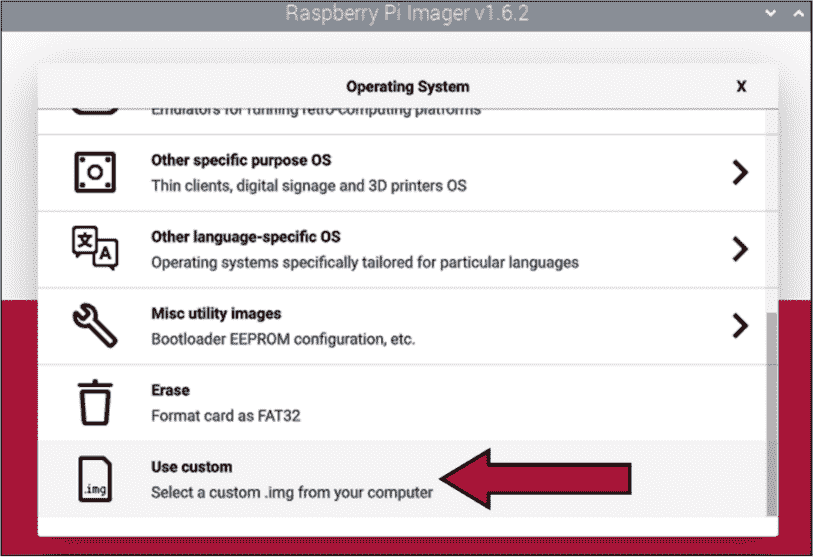 Raspberry Pi Imager v1.6.2
Operating System
X
Emulators for running retro-computing platforms
Other specific purpose OS
Thin clients, digital signage and 3D printers OS
文
A
Other language-specific OS
Operating systems specifically tailored for particular languages
Misc utility images
Bootloader EEPROM configuration, etc.
Erase
Format card as FAT32
Use custom
.img
Select a custom .img from your computer